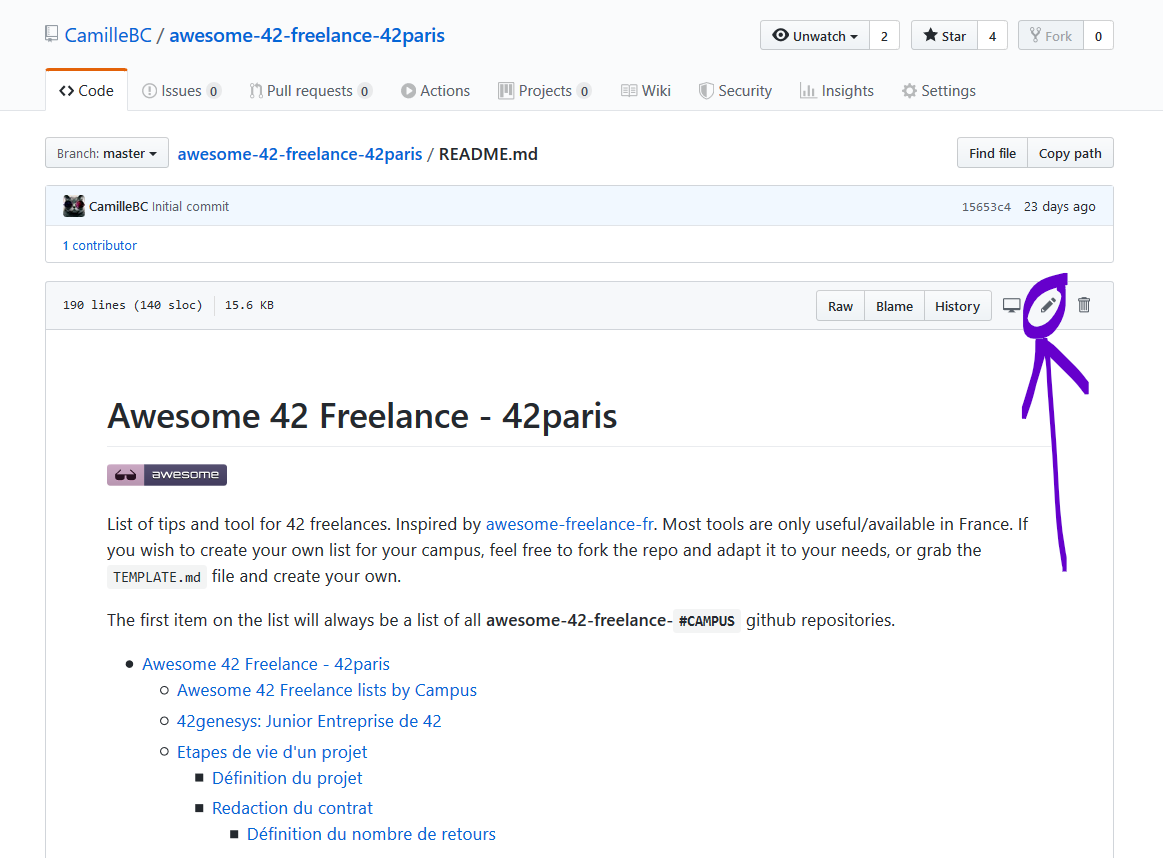 CamilleBC / awesome-42-freelance-42paris
Unwatch 2 Star 4 Fork 0
Code Issues 0 Pull requests 0 Actions Projects 0 Wiki Security Insights Settings
Branch: master awesome-42-freelance-42paris / README.md Find file Copy path
CamilleBC Initial commit 15653c4 23 days ago
1 contributor
190 lines (140 sloc) 15.6 KB Raw Blame History
Awesome 42 Freelance - 42paris
awesome
List of tips and tool for 42 freelances. Inspired by awesome-freelance-fr. Most tools are only useful/available in France. If
you wish to create your own list for your campus, feel free to fork the repo and adapt it to your needs, or grab the
TEMPLATE.md file and create your own.
The first item on the list will always be a list of all awesome-42-freelance- #CAMPUS github repositories.
Awesome 42 Freelance - 42paris
Awesome 42 Freelance lists by Campus
42genesys: Junior Entreprise de 42
Etapes de vie d'un projet
Définition du projet
Redaction du contrat
Définition du nombre de retours